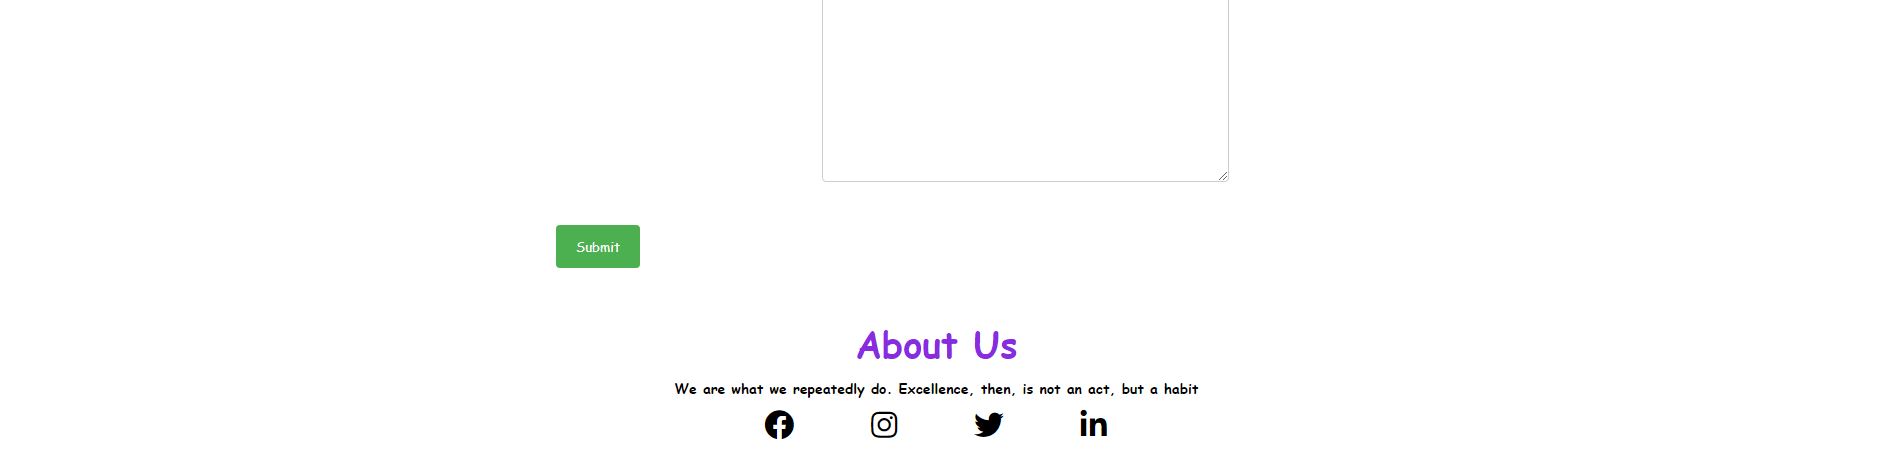 Submit
About Us
We are what we repeatedly do. Excellence, then, is not an act, but a habit